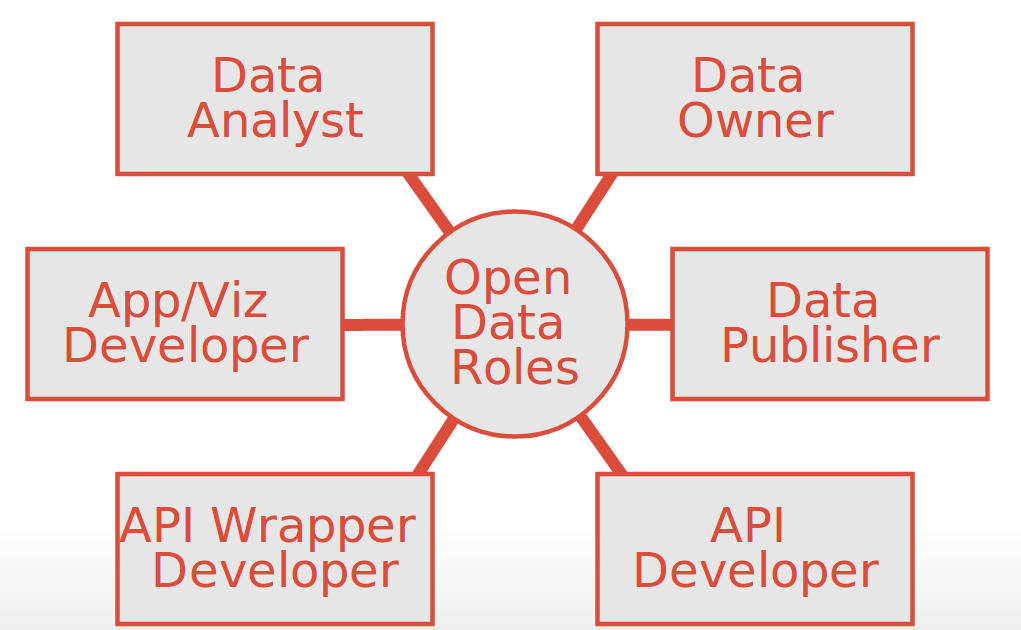 Data
Analyst
Data
Owner
App/Viz
Developer
Open
Data
Roles
Data
Publisher
API Wrapper
Developer
API
Developer